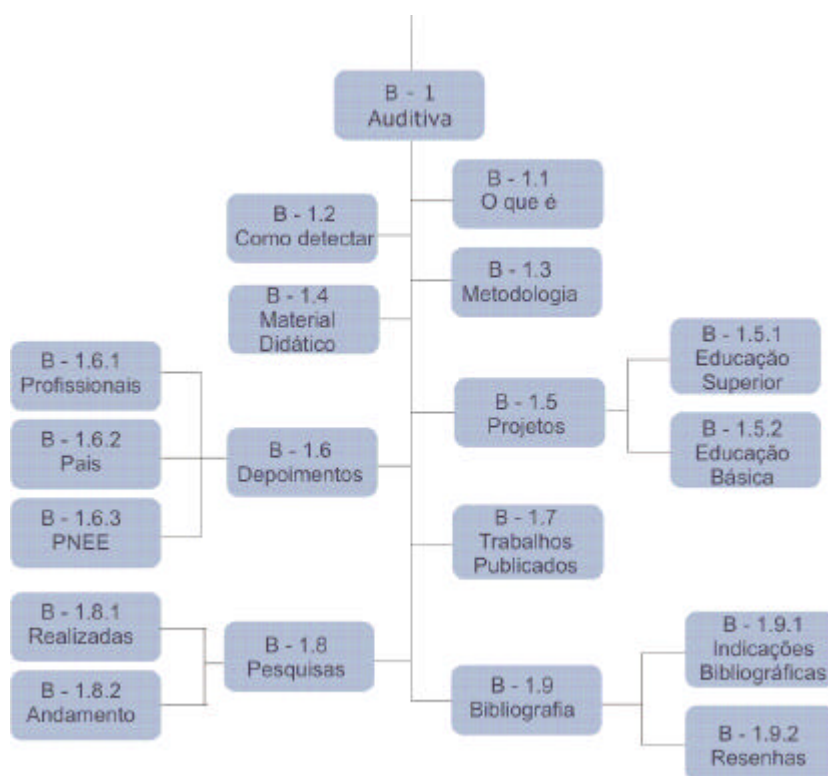 B - 1
Auditiva
B - 1.1
O que é
B - 1.2
Como detectar
B - 1.3
Metodologia
B - 1.4
Material
Didático
B - 1.5
Projetos
B - 1.5.1
Educação
Superior
B - 1.5.2
Educação
Básica
B - 1.6
Depoimentos
B - 1.6.1
Profissionais
B - 1.6.2
Pais
B - 1.6.3
PNEE
B - 1.7
Trabalhos
Publicados
B - 1.8
Pesquisas
B - 1.8.1
Realizadas
B - 1.8.2
Andamento
B - 1.9
Bibliografia
B - 1.9.1
Indicações
Bibliográficas
B - 1.9.2
Resenhas